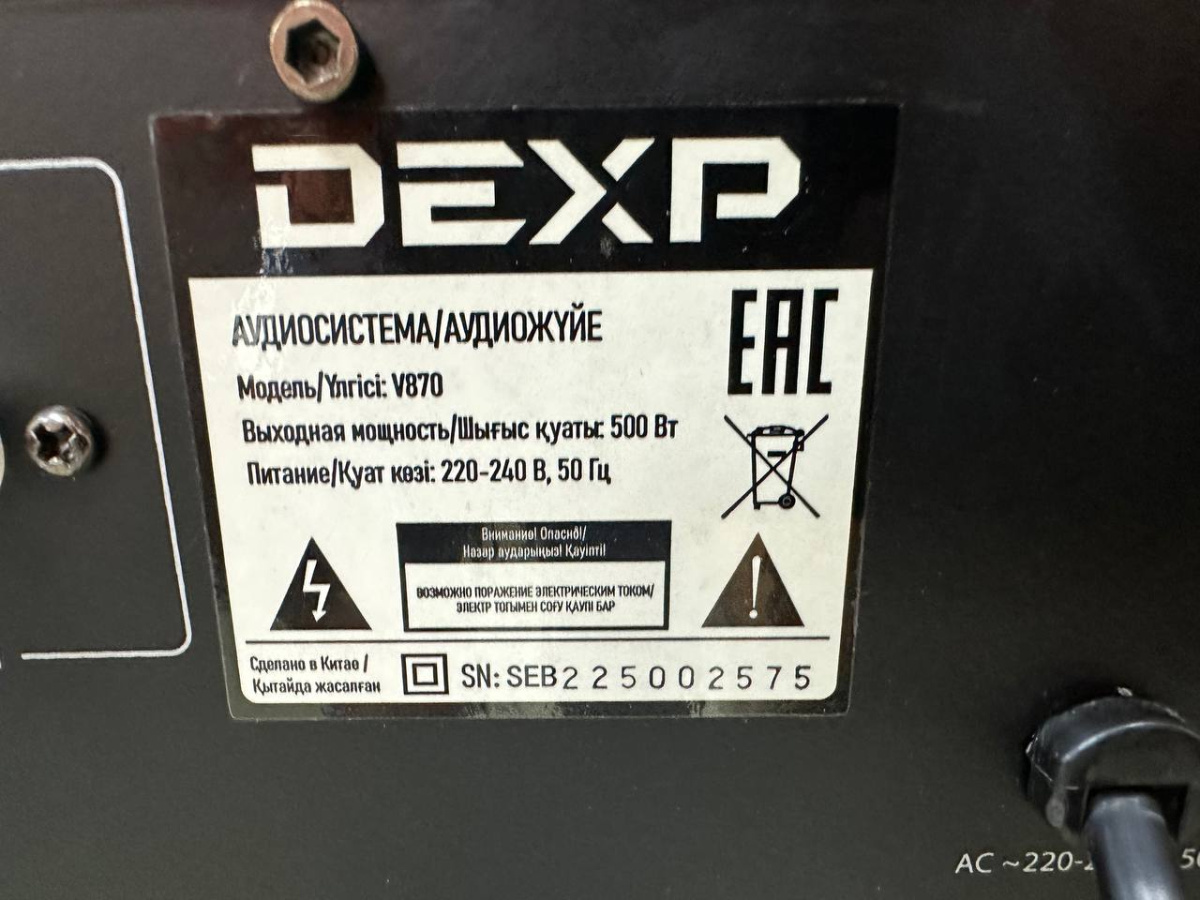 DEXP
АУДИОСИСТЕМА/АУДИОЖҮЙЕ
EAC
Модель/Үлгісі: V870
Выходная мощность/Шығыс қуаты: 500 Вт
Питание/Қуат көзі: 220-240 В, 50 Гц
Внимание! Опасно!/
Назар аударыңыз! Қауіпті!
ВОЗМОЖНО ПОРАЖЕНИЕ ЭЛЕКТРИЧЕСКИМ ТОКОМ/
ЭЛЕКТР ТОГЫМЕН СОҒУ ҚАУПІ БАР
Сделано в Китае /
Қытайда жасалған
SN: SEB225002575
AC ~220-